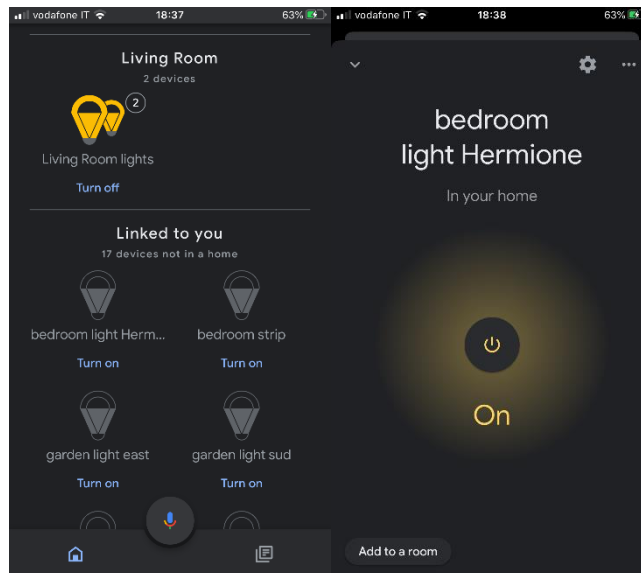 vodafone IT 18:37 63%
Living Room
2 devices
2
Living Room lights
Turn off
Linked to you
17 devices not in a home
bedroom light Herm... bedroom strip
Turn on Turn on
garden light east garden light sud
Turn on Turn on
vodafone IT 18:38 63%
bedroom
light Hermione
In your home
On
Add to a room